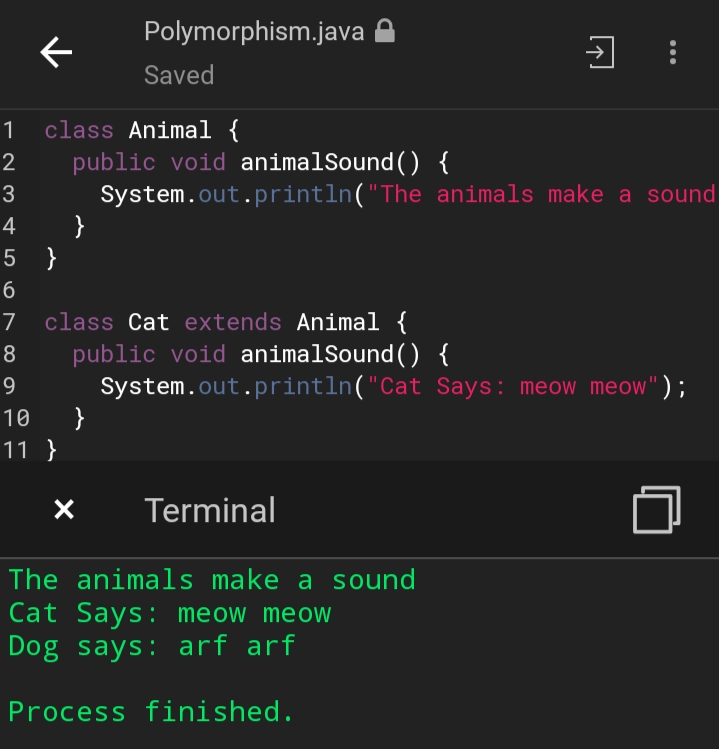 Polymorphism.java
Saved
1 class Animal {
2   public void animalSound() {
3     System.out.println("The animals make a sound
4   }
5 }
6
7 class Cat extends Animal {
8   public void animalSound() {
9     System.out.println("Cat Says: meow meow");
10   }
11 }
Terminal
The animals make a sound
Cat Says: meow meow
Dog says: arf arf
Process finished.